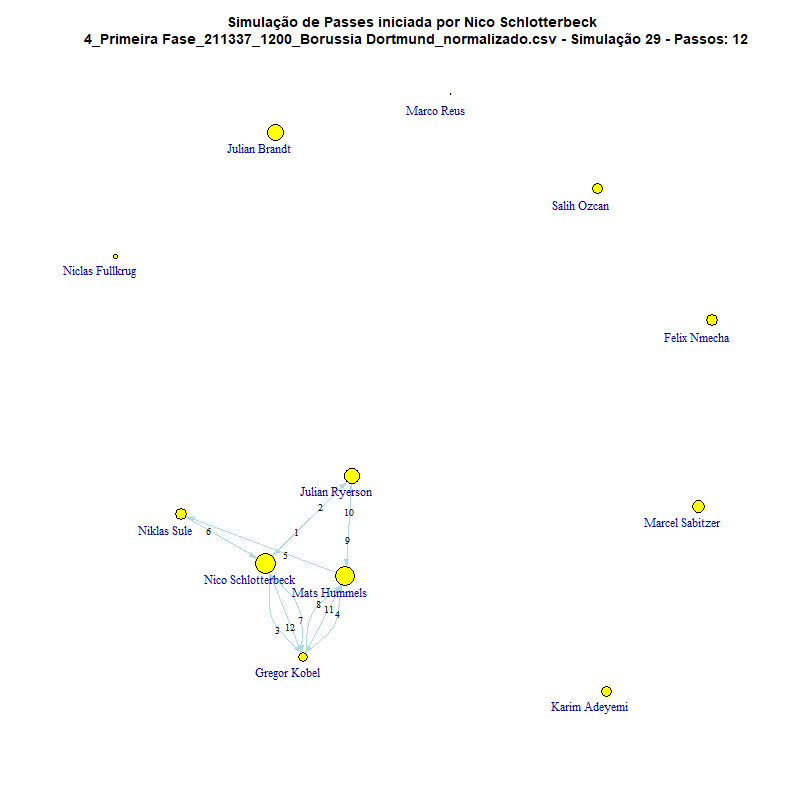 Simulação de Passes iniciada por Nico Schlotterbeck
4_Primeira Fase_211337_1200_Borussia Dortmund_normalizado.csv - Simulação 29 - Passos: 12
Marco Reus
Julian Brandt
Salih Ozcan
Niclas Fullkrug
Felix Nmecha
Julian Ryerson
2
10
Marcel Sabitzer
Niklas Sule
6
1
9
5
Nico Schlotterbeck
Mats Hummels
8
11
4
7
12
3
Gregor Kobel
Karim Adeyemi